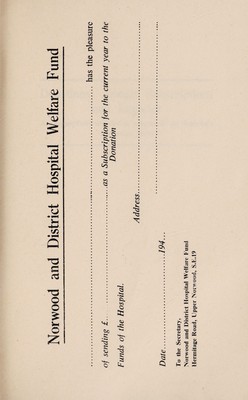 Norwood and District Hospital Welfare Fund
.................................................... has the pleasure
of sending £.................... as a Subscription for the current year to the
Donation
Funds of the Hospital.
Address..............................
..............................
Date..............................194...
To the Secretary,
Norwood and District Hospital Welfare Fund
Hermitage Road, Upper Norwood, S.E.19